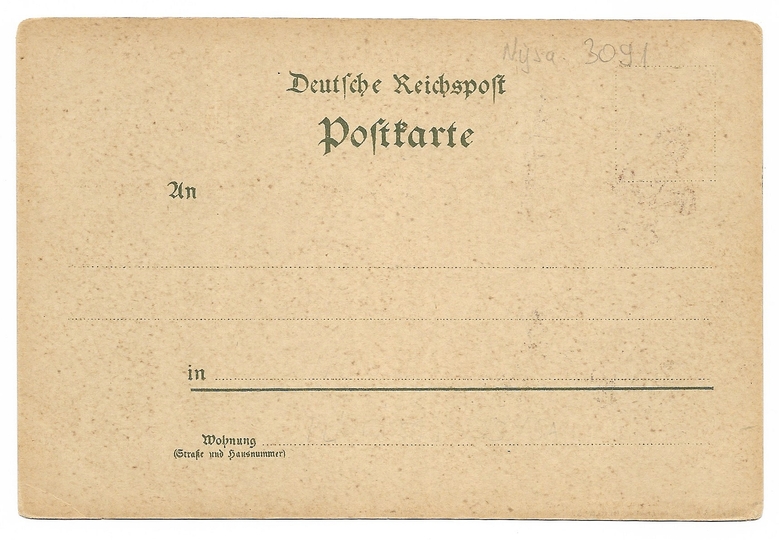 Nysa 3091
Deutsche Reichspost
Postkarte
An
in
Wohnung
(Straße und Hausnummer)